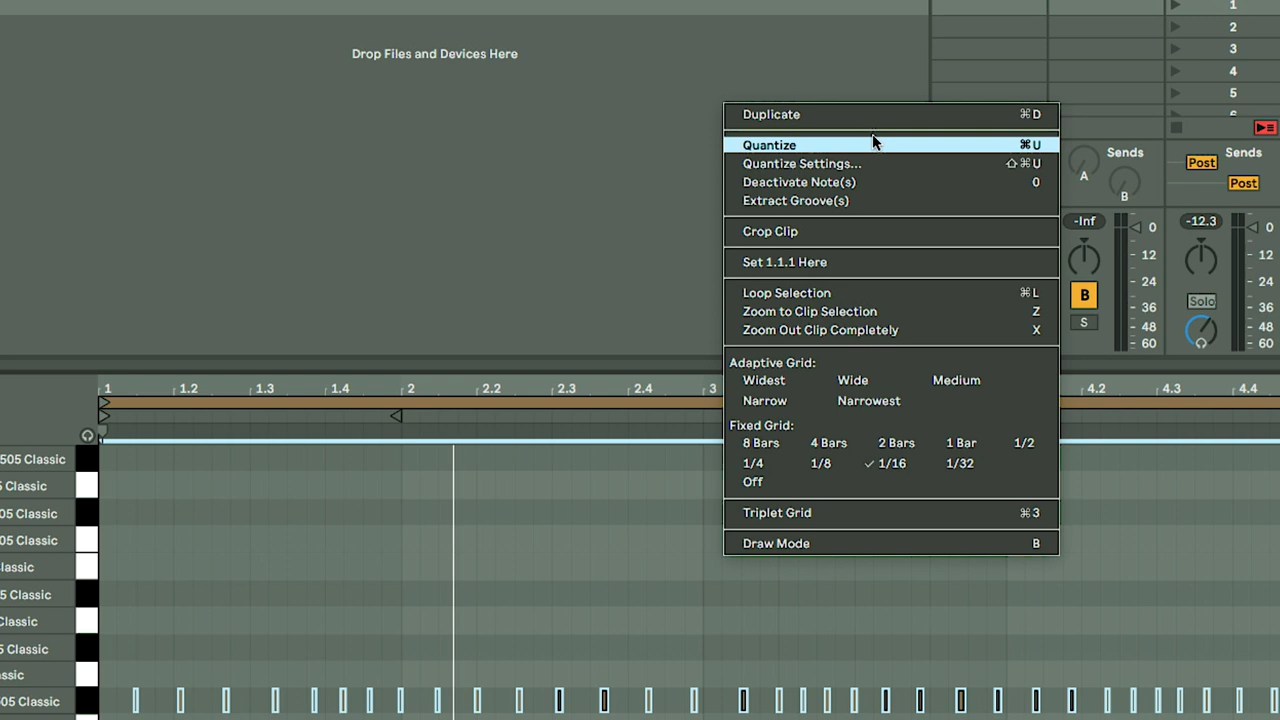 1
Drop Files and Devices Here
2
3
4
5
Duplicate ⌘D
Quantize ⌘U
Quantize Settings... ⇧⌘U
Deactivate Note(s) 0
Extract Groove(s)
Crop Clip
Set 1.1.1 Here
Loop Selection ⌘L
Zoom to Clip Selection Z
Zoom Out Clip Completely X
Adaptive Grid:
Widest Wide Medium
Narrow Narrowest
Fixed Grid:
8 Bars 4 Bars 2 Bars 1 Bar 1/2
1/4 1/8 ✓ 1/16 1/32
Off
Triplet Grid ⌘3
Draw Mode B
Sends Sends
A Post
B Post
-Inf 0 -12.3 0
12 12
24 24
B 36 Solo 36
S 48 48
60 60
1 1.2 1.3 1.4 2 2.2 2.3 2.4 3 4.2 4.3 4.4
505 Classic
5 Classic
05 Classic
05 Classic
Classic
5 Classic
Classic
5 Classic
assic
05 Classic